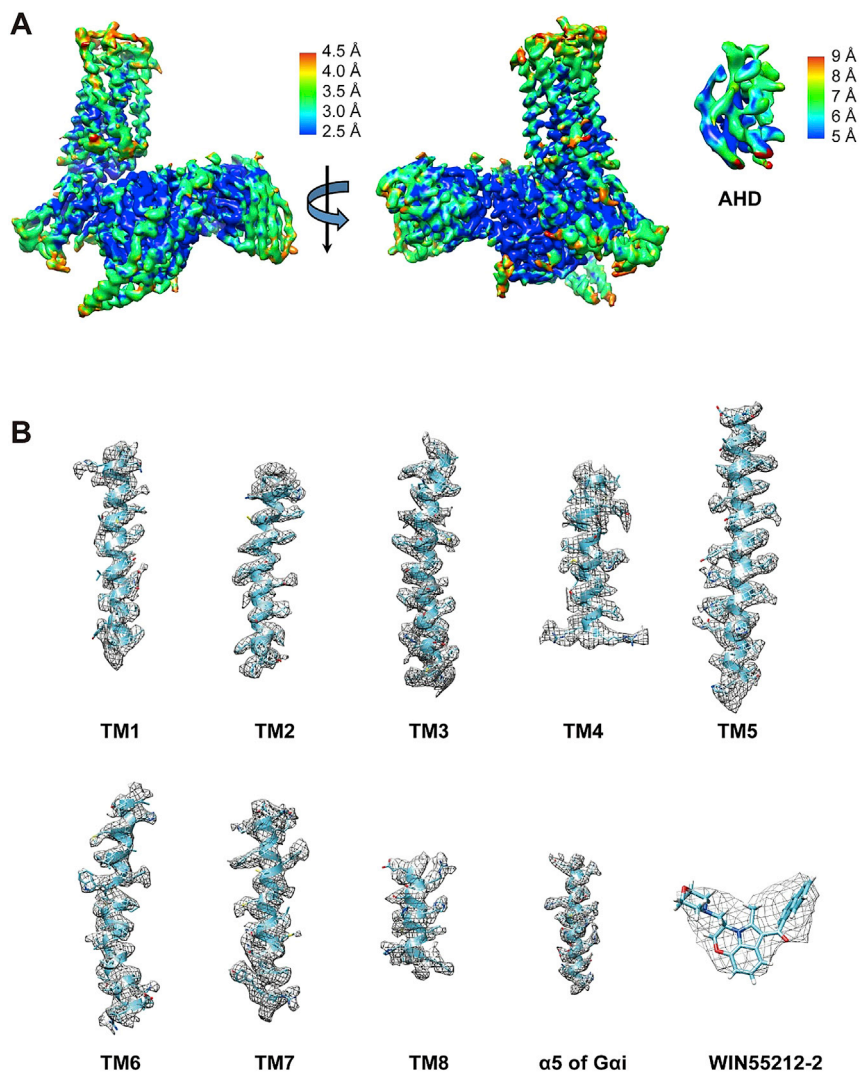 A
4.5 Å
4.0 Å
3.5 Å
3.0 Å
2.5 Å
9 Å
8 Å
7 Å
6 Å
5 Å
AHD
B
TM1 TM2 TM3 TM4 TM5
TM6 TM7 TM8 α5 of Gαi WIN55212-2